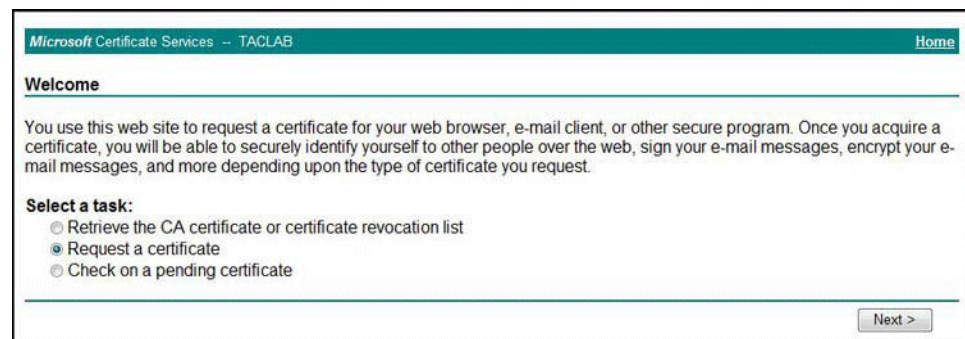 Microsoft Certificate Services -- TACLAB Home
Welcome
You use this web site to request a certificate for your web browser, e-mail client, or other secure program. Once you acquire a
certificate, you will be able to securely identify yourself to other people over the web, sign your e-mail messages, encrypt your e-
mail messages, and more depending upon the type of certificate you request.
Select a task:
Retrieve the CA certificate or certificate revocation list
Request a certificate
Check on a pending certificate
Next >